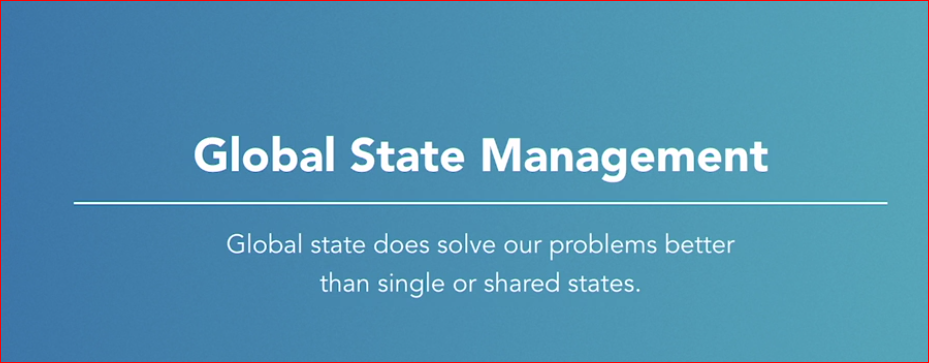 Global State Management
Global state does solve our problems better
than single or shared states.